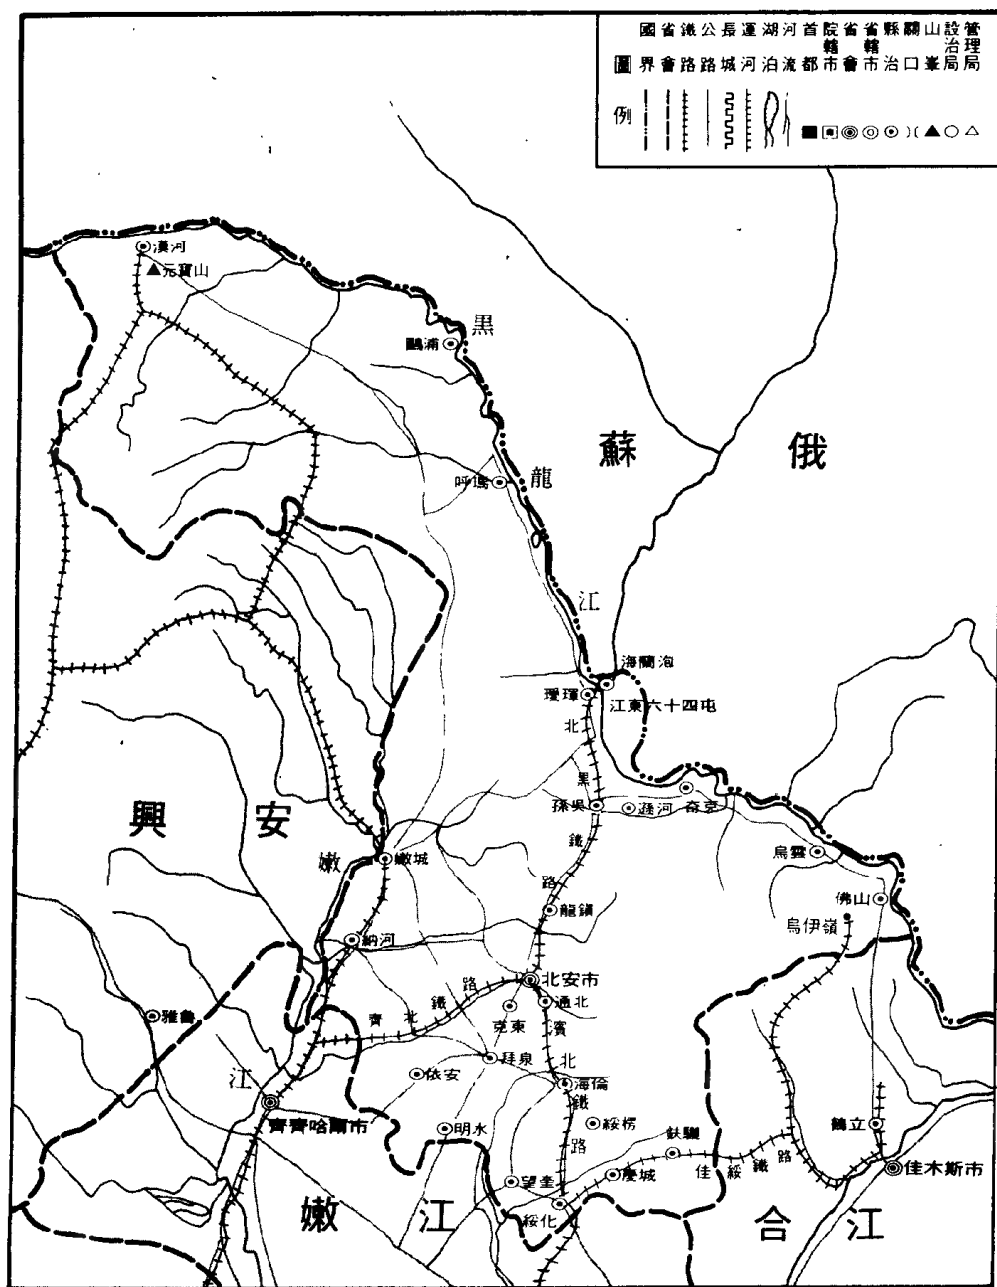 圖例
國界
省會
鐵路
公路
長城
運河
湖泊
河流
首都
院轄市
省會
省轄市
縣治
關口
山峯
設治局
管理局
漠河
元寶山
鷗浦
黑龍江
蘇俄
呼瑪
海蘭泡
璦琿
江東六十四屯
北黑鐵路
孫吳
遜河
奇克
烏雲
佛山
烏伊嶺
興安
嫩江
嫩城
納河
龍鎮
北安市
通北
克東
齊北鐵路
賓北鐵路
雅魯
拜泉
依安
海倫
齊齊哈爾市
明水
綏楞
鐵驪
鶴立
佳木斯市
綏佳鐵路
慶城
望奎
綏化
嫩江
合江